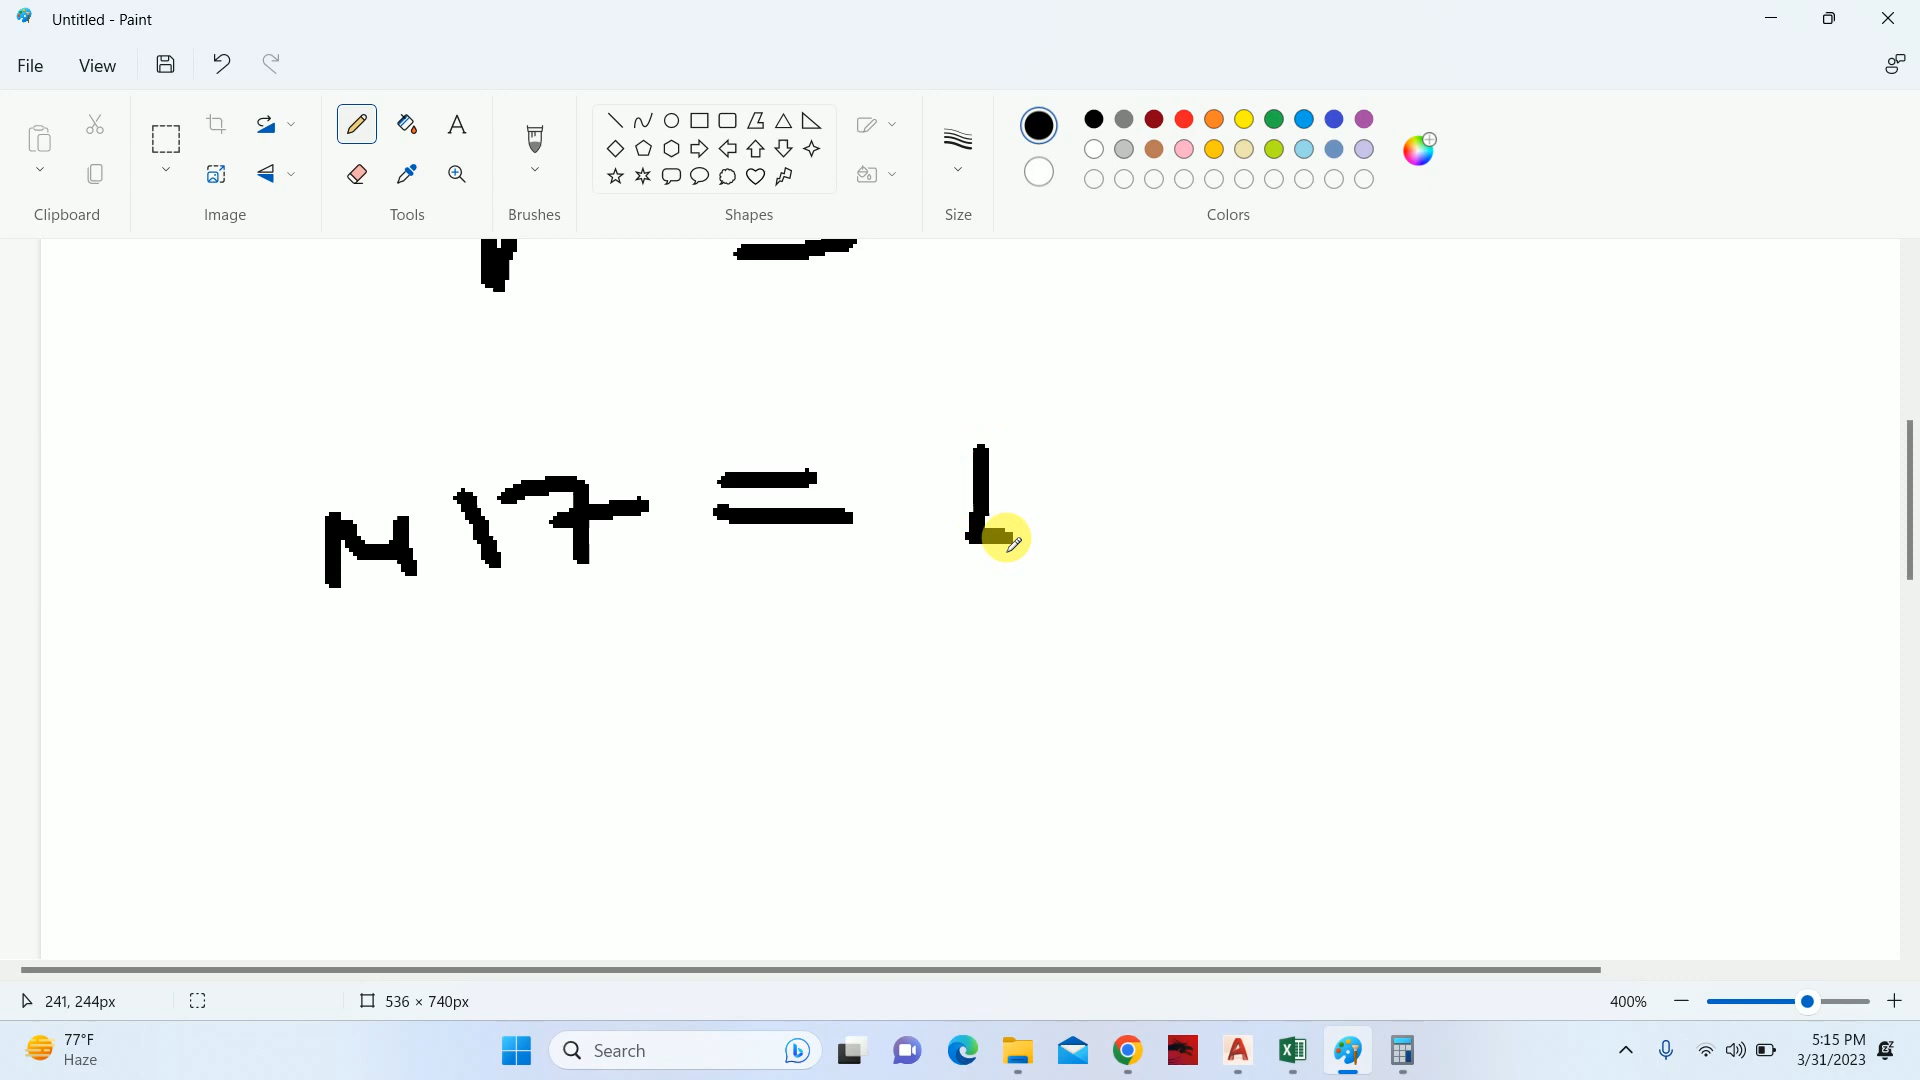 Untitled - Paint
File View
Clipboard Image Tools Brushes Shapes Size Colors
M 17 = L
241, 244px 536 × 740px 400%
77°F
Haze
Search
5:15 PM
3/31/2023